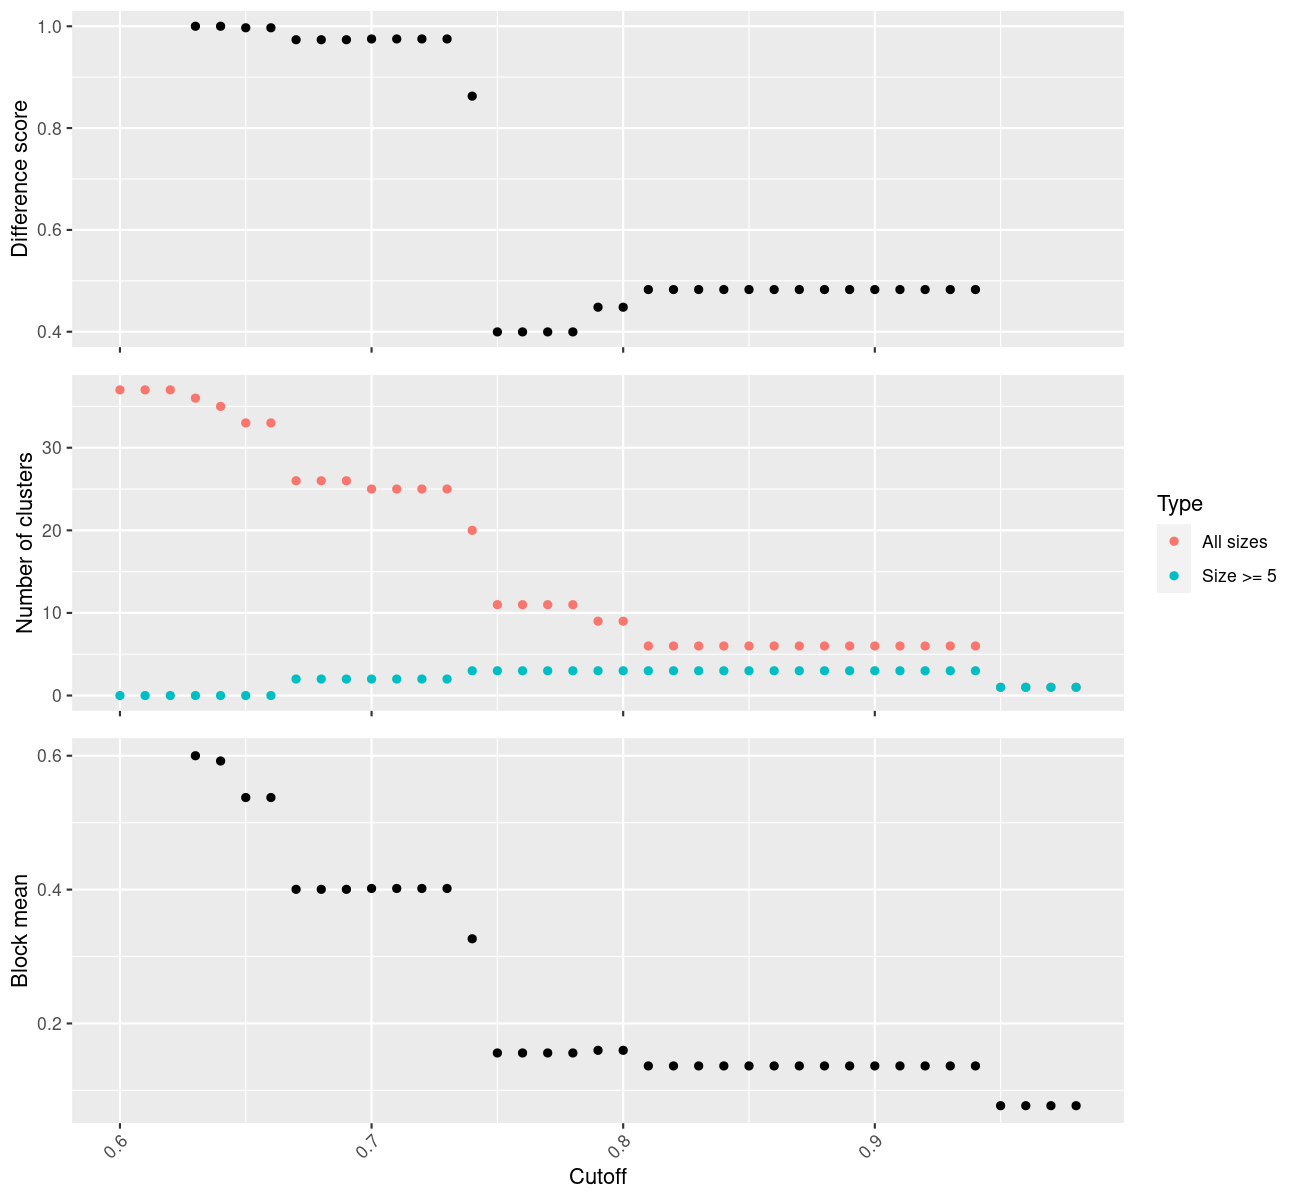 Difference score
1.0
0.8
0.6
0.4
Number of clusters
30
20
10
0
Type
All sizes
Size >= 5
Block mean
0.6
0.4
0.2
0.6
0.7
0.8
0.9
Cutoff